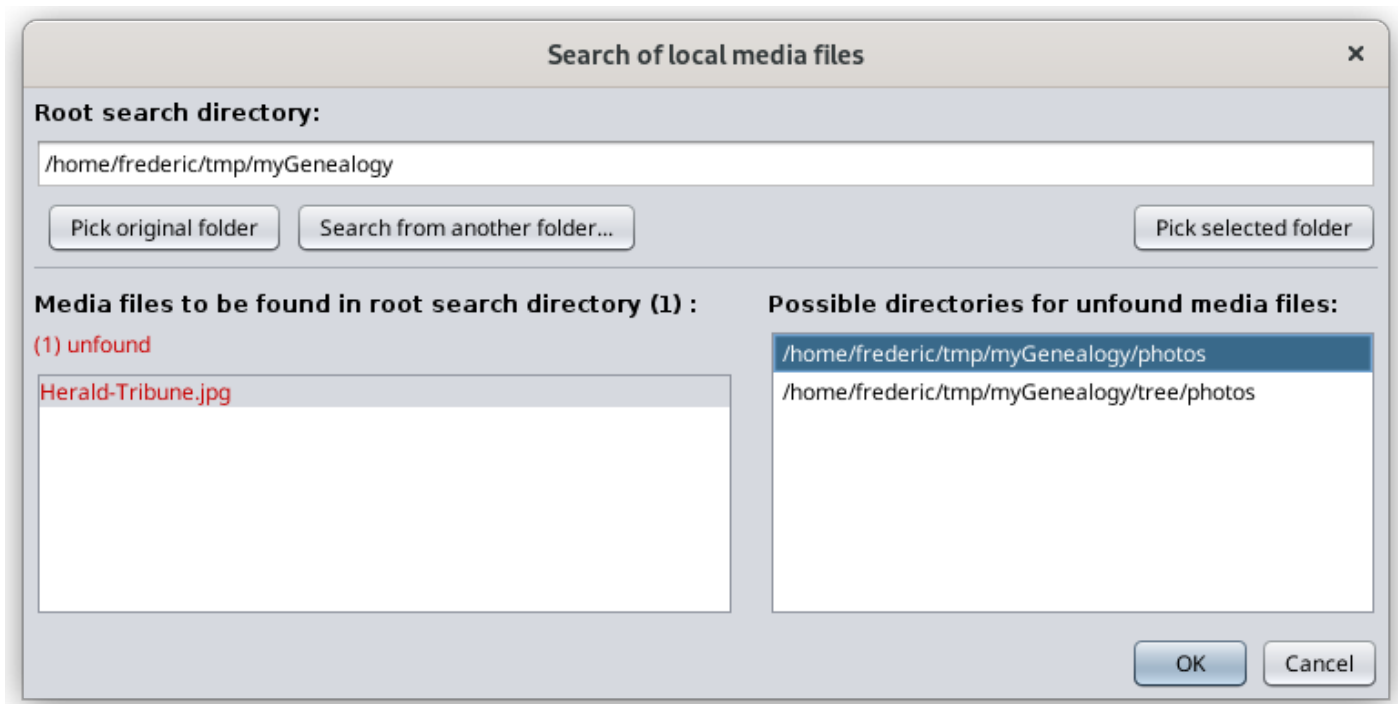 Search of local media files
Root search directory:
/home/frederic/tmp/myGenealogy
Pick original folder
Search from another folder...
Pick selected folder
Media files to be found in root search directory (1) :
(1) unfound
Herald-Tribune.jpg
Possible directories for unfound media files:
/home/frederic/tmp/myGenealogy/photos
/home/frederic/tmp/myGenealogy/tree/photos
OK
Cancel